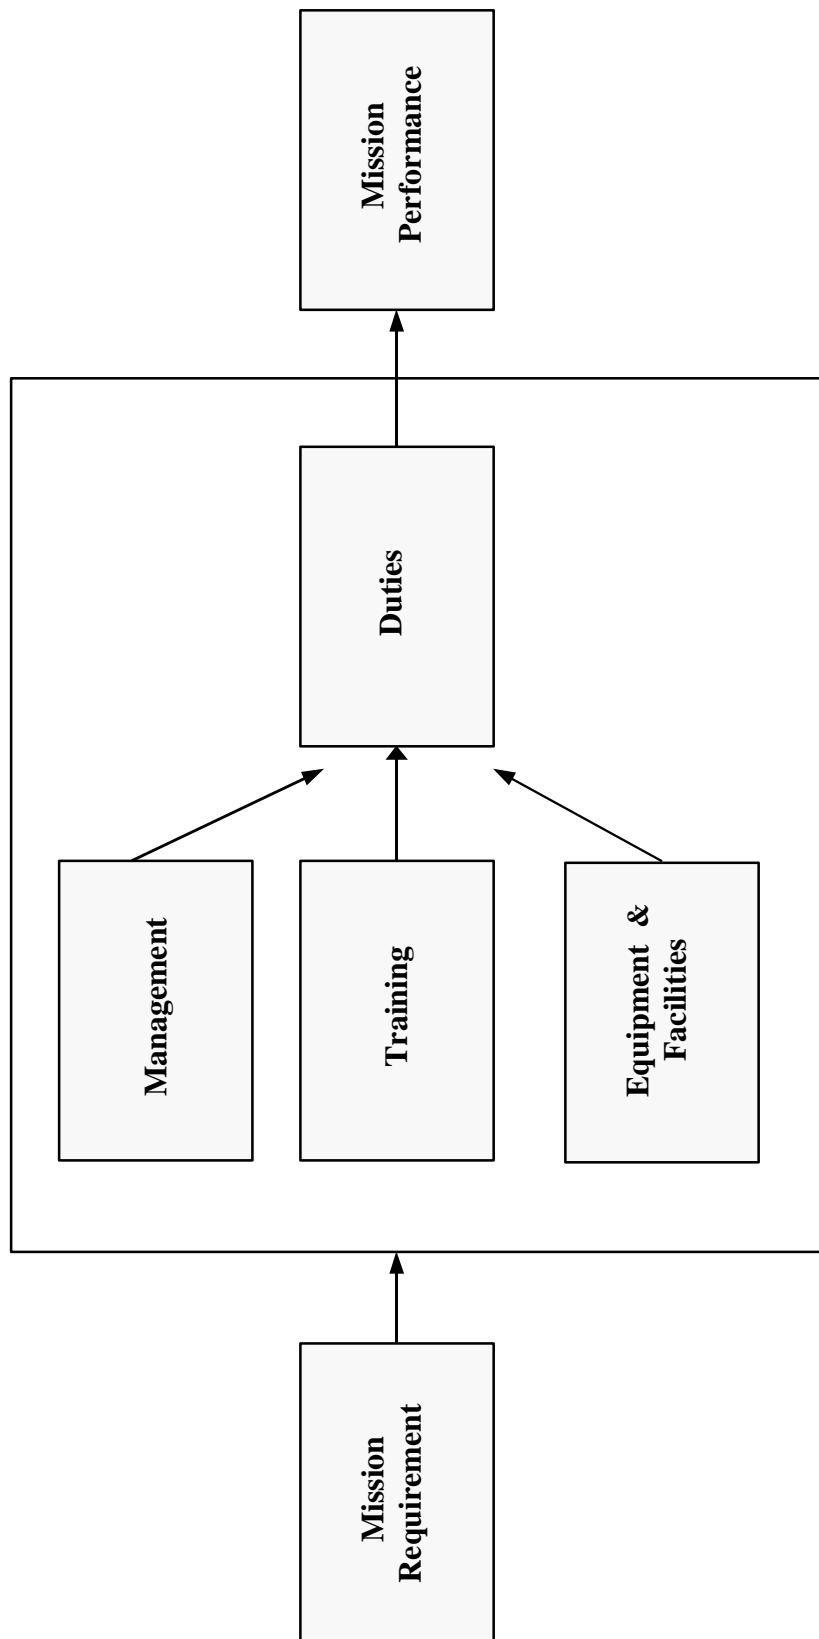 Mission
Requirement
Management
Training
Equipment &
Facilities
Duties
Mission
Performance